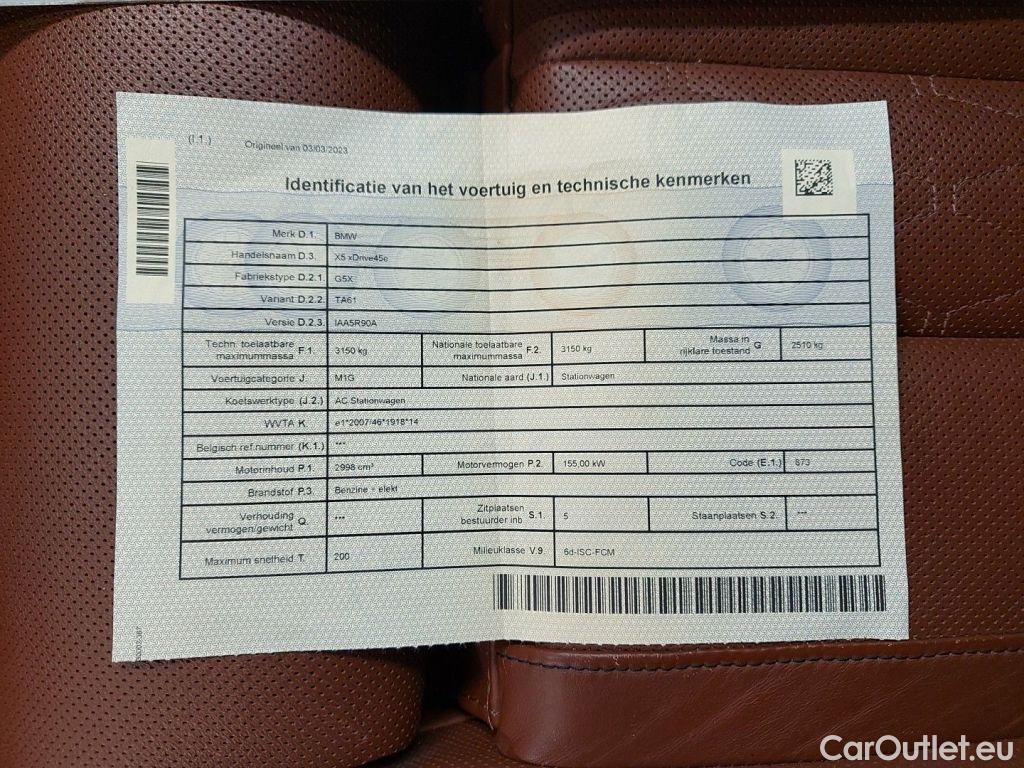 (I.1.) Origineel van 03/03/2023
Identificatie van het voertuig en technische kenmerken
Merk D.1. BMW
Handelsnaam D.3. X5 xDrive45e
Fabriekstype D.2.1. G5X
Variant D.2.2. TA61
Versie D.2.3. IAA5R90A
Techn. toelaatbare maximummassa F.1. 3150 kg Nationale toelaatbare maximummassa F.2. 3150 kg Massa in rijklare toestand G. 2510 kg
Voertuigcategorie J. M1G Nationale aard (J.1.) Stationwagen
Koetswerktype (J.2.) AC Stationwagen
WVTA K. e1*2007/46*1918*14
Belgisch ref.nummer (K.1.) ---
Motorinhoud P.1. 2998 cm³ Motorvermogen P.2. 155,00 kW Code (E.1.) 673
Brandstof P.3. Benzine + elekt
Verhouding vermogen/gewicht Q. --- Zitplaatsen bestuurder inb S.1. 5 Staanplaatsen S.2. ---
Maximum snelheid T. 200 Milieuklasse V.9. 6d-ISC-FCM
CarOutlet.eu